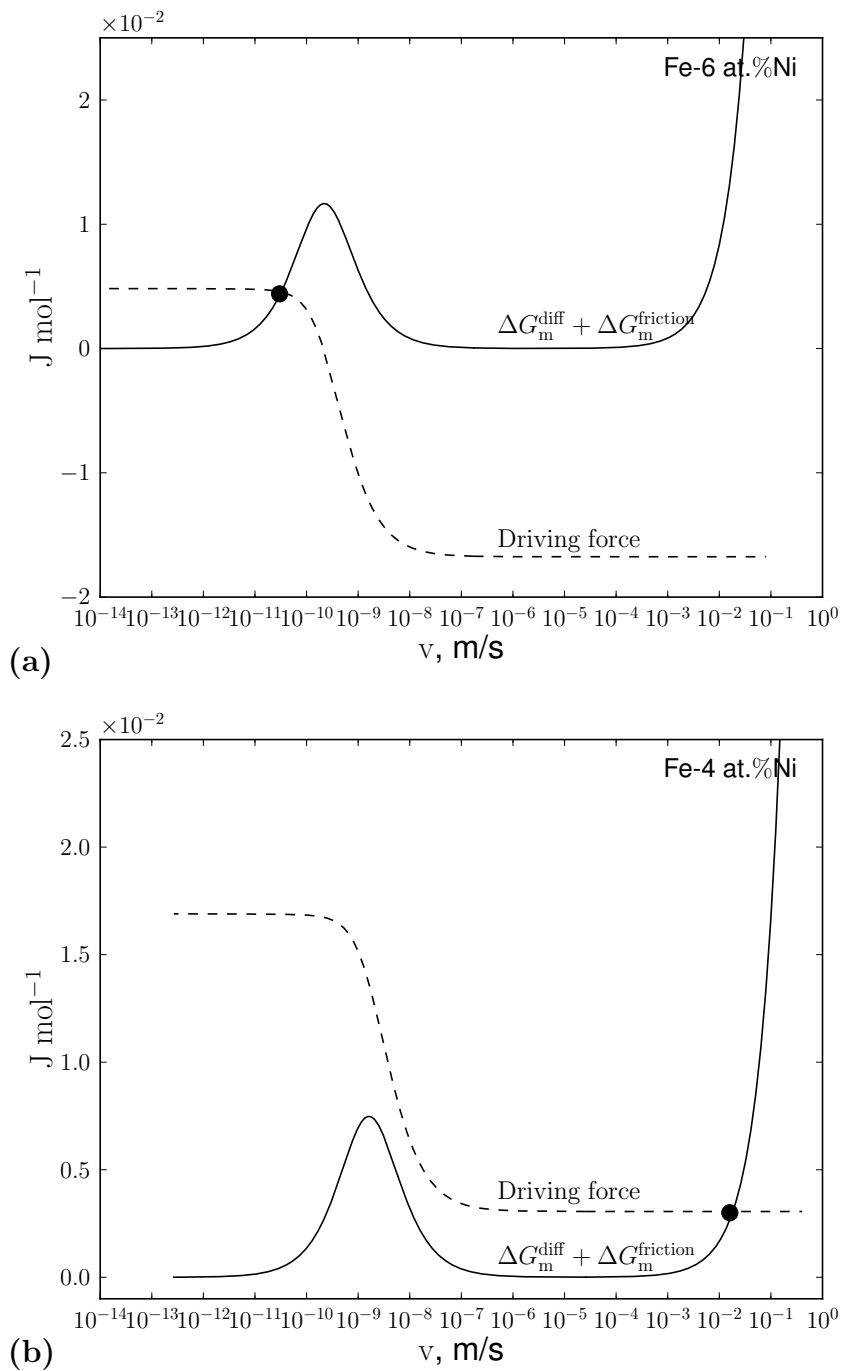 ×10⁻²
Fe-6 at.%Ni
2
1
0
−1
−2
J mol⁻¹
ΔG_m^diff + ΔG_m^friction
Driving force
10⁻¹⁴ 10⁻¹³ 10⁻¹² 10⁻¹¹ 10⁻¹⁰ 10⁻⁹ 10⁻⁸ 10⁻⁷ 10⁻⁶ 10⁻⁵ 10⁻⁴ 10⁻³ 10⁻² 10⁻¹ 10⁰
v, m/s
(a)
×10⁻²
2.5
Fe-4 at.%Ni
2.0
1.5
1.0
0.5
0.0
J mol⁻¹
Driving force
ΔG_m^diff + ΔG_m^friction
10⁻¹⁴ 10⁻¹³ 10⁻¹² 10⁻¹¹ 10⁻¹⁰ 10⁻⁹ 10⁻⁸ 10⁻⁷ 10⁻⁶ 10⁻⁵ 10⁻⁴ 10⁻³ 10⁻² 10⁻¹ 10⁰
v, m/s
(b)